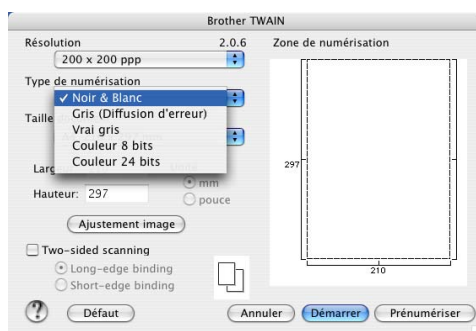 Brother TWAIN
Résolution 2.0.6
200 x 200 ppp
Type de numérisation
✓ Noir & Blanc
Gris (Diffusion d'erreur)
Vrai gris
Couleur 8 bits
Couleur 24 bits
Taille
Larg
Hauteur: 297
mm
pouce
Ajustement image
Two-sided scanning
Long-edge binding
Short-edge binding
Zone de numérisation
297
210
? Défaut
Annuler Démarrer Prénumériser